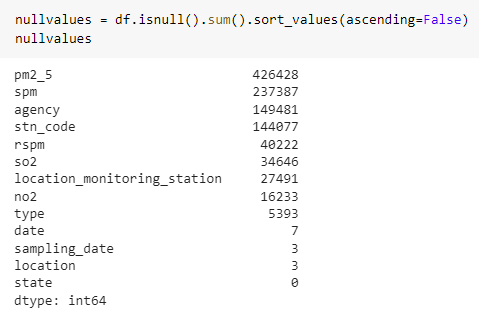 nullvalues = df.isnull().sum().sort_values(ascending=False)
nullvalues
pm2_5 426428
spm 237387
agency 149481
stn_code 144077
rspm 40222
so2 34646
location_monitoring_station 27491
no2 16233
type 5393
date 7
sampling_date 3
location 3
state 0
dtype: int64